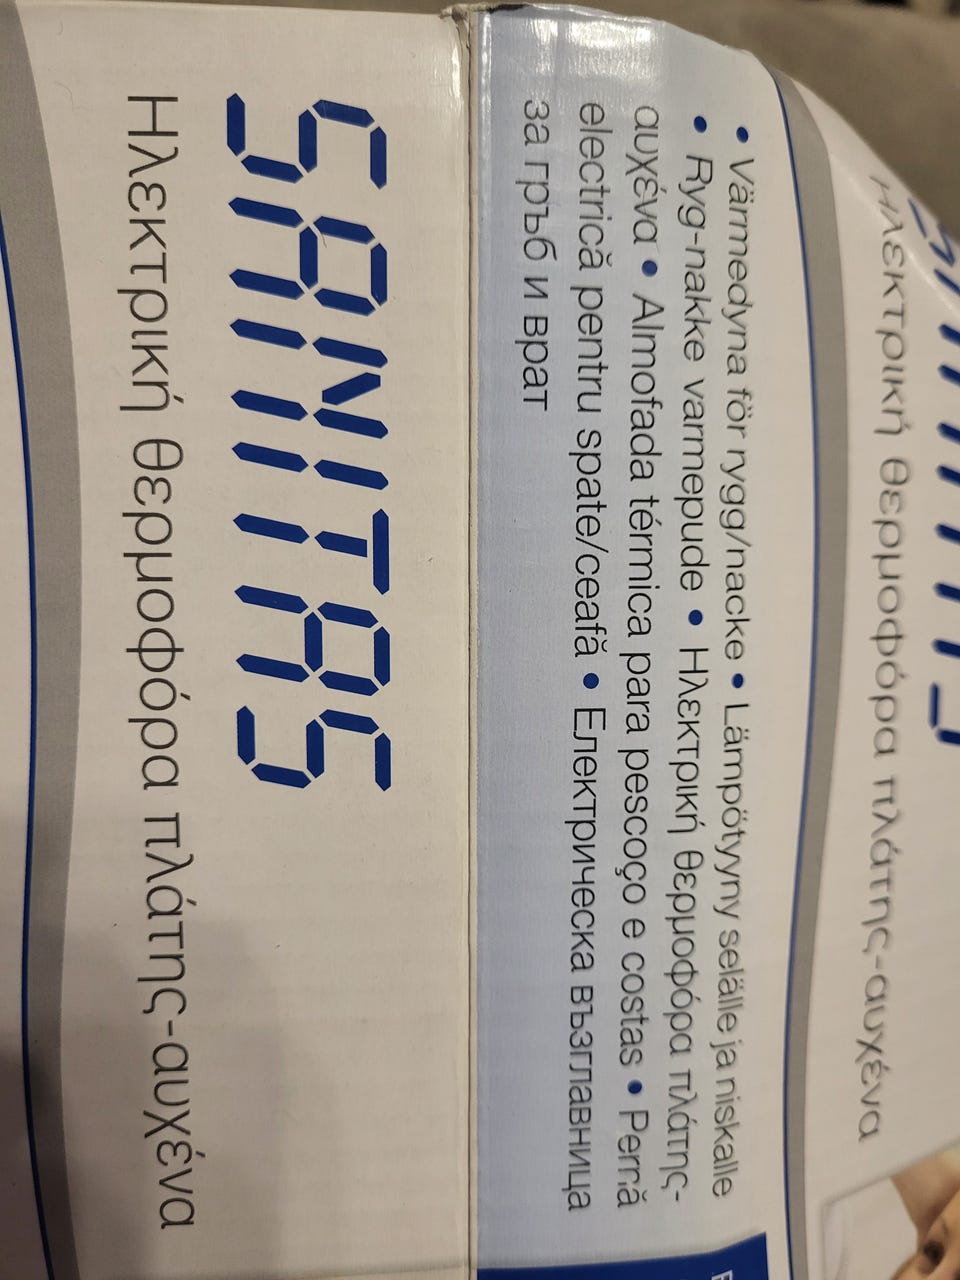 SANITAS
Ηλεκτρική θερμοφόρα πλάτης-αυχένα
• Värmedyna för rygg/nacke • Lämpötyyny selälle ja niskalle
• Ryg-nakke varmepude • Ηλεκτρική θερμοφόρα πλάτης-
αυχένα • Almofada térmica para pescoço e costas • Pernă
electrică pentru spate/ceafă • Електрическа възглавница
за гръб и врат
SANITAS
Ηλεκτρική θερμοφόρα πλάτης-αυχένα